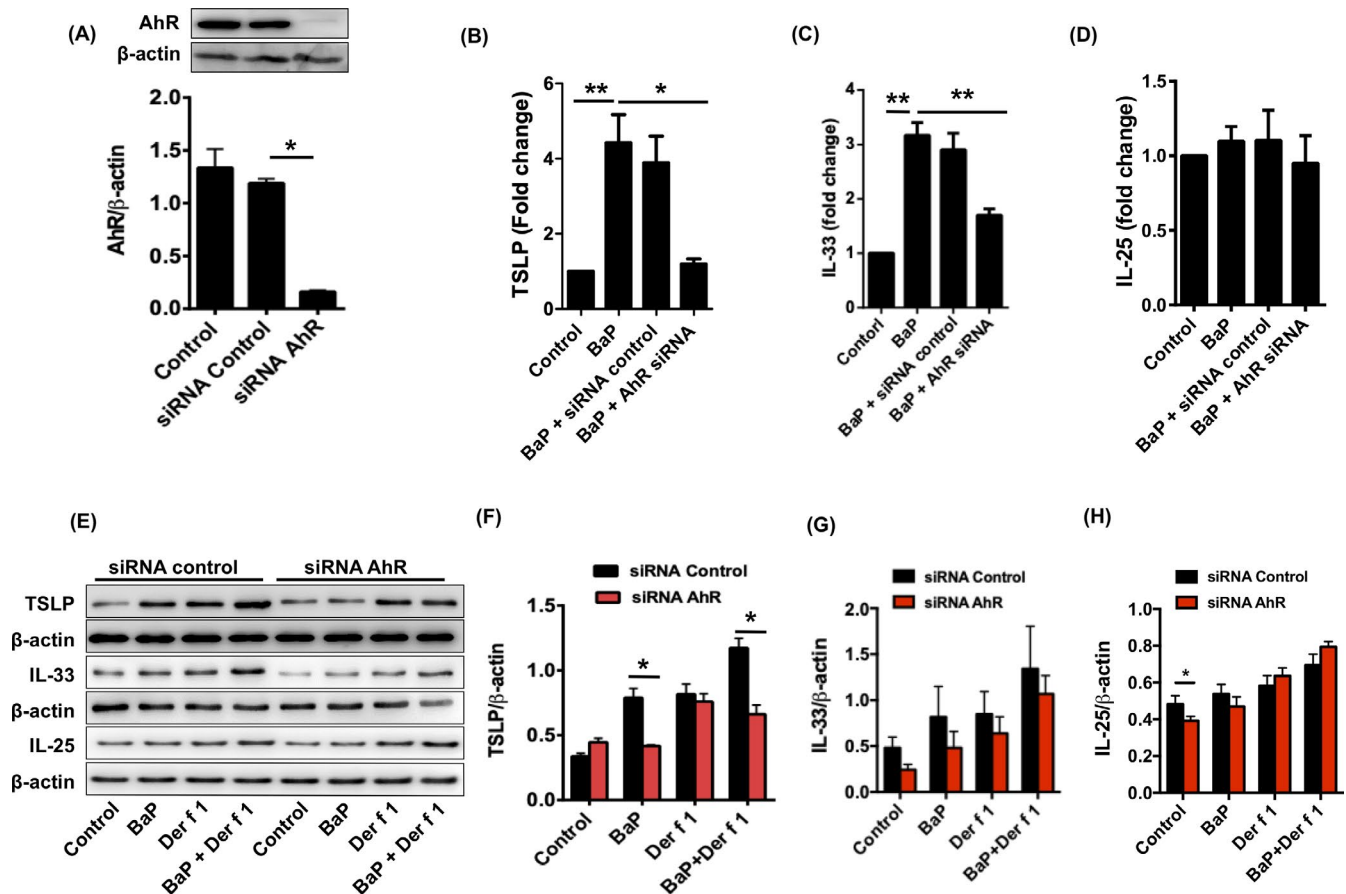 (A)
AhR
β-actin
AhR/β-actin
2.0
1.5
1.0
0.5
0.0
*
Control
siRNA Control
siRNA AhR
(B)
TSLP (Fold change)
6
4
2
0
**
*
Control
BaP
BaP + siRNA control
BaP + AhR siRNA
(C)
IL-33 (fold change)
4
3
2
1
0
**
**
Contorl
BaP
BaP + siRNA control
BaP + AhR siRNA
(D)
IL-25 (fold change)
1.5
1.0
0.5
0.0
Control
BaP
BaP + siRNA control
BaP + AhR siRNA
(E)
siRNA control
siRNA AhR
TSLP
β-actin
IL-33
β-actin
IL-25
β-actin
Control
BaP
Der f 1
BaP + Der f 1
Control
BaP
Der f 1
BaP + Der f 1
(F)
siRNA Control
siRNA AhR
TSLP/β-actin
1.5
1.0
0.5
0.0
*
*
Control
BaP
Der f 1
BaP+Der f 1
(G)
siRNA Control
siRNA AhR
IL-33/β-actin
2.0
1.5
1.0
0.5
0.0
Control
BaP
Der f 1
BaP+Der f 1
(H)
siRNA Control
siRNA AhR
IL-25/β-actin
1.0
0.8
0.6
0.4
0.2
0.0
*
Control
BaP
Der f 1
BaP+Der f 1